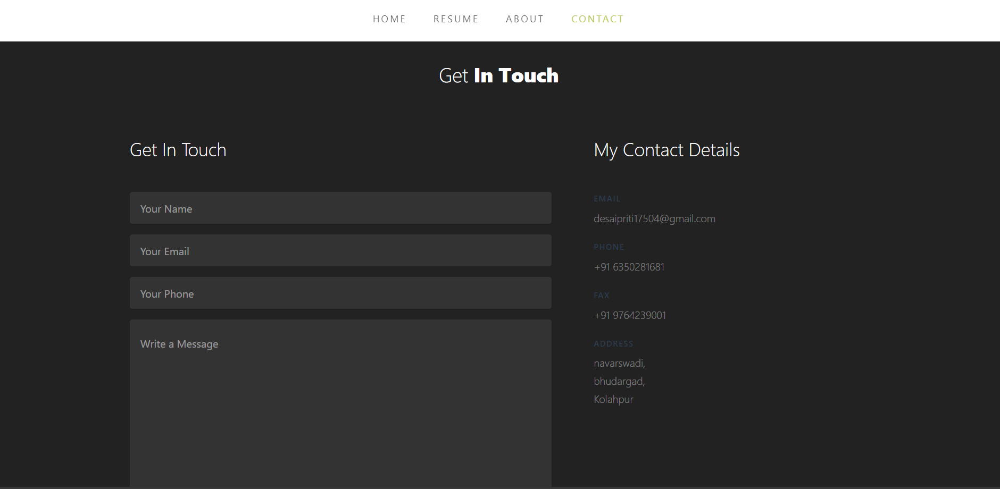 HOME RESUME ABOUT CONTACT
Get In Touch
Get In Touch
Your Name
Your Email
Your Phone
Write a Message
My Contact Details
EMAIL
desaipriti17504@gmail.com
PHONE
+91 6350281681
FAX
+91 9764239001
ADDRESS
navarswadi,
bhudargad,
Kolahpur